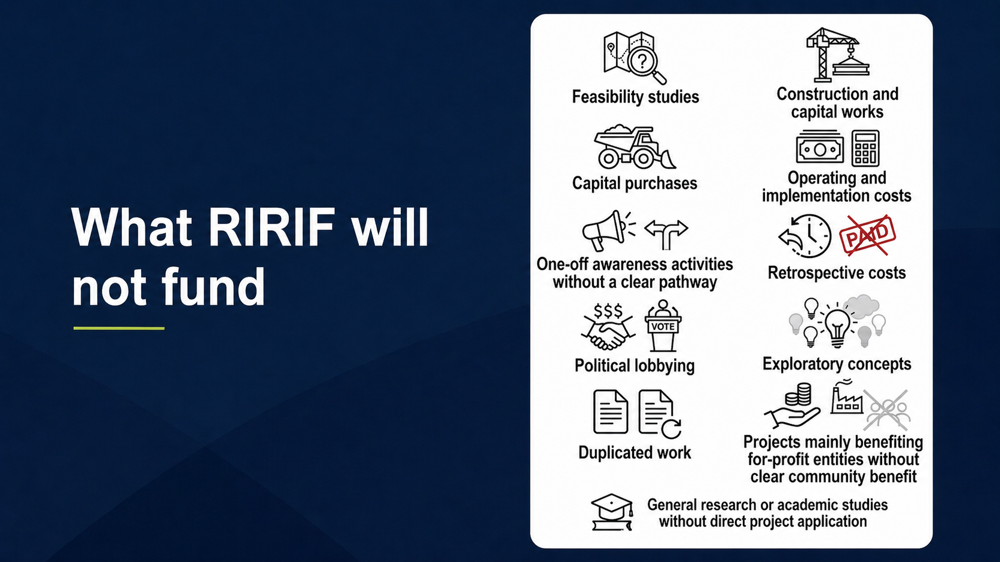 What RIRIF will
not fund
Feasibility studies
Construction and
capital works
Capital purchases
Operating and
implementation costs
One-off awareness activities
without a clear pathway
PAID
Retrospective costs
$$$
VOTE
Political lobbying
Exploratory concepts
Duplicated work
Projects mainly benefiting
for-profit entities without
clear community benefit
General research or academic studies
without direct project application